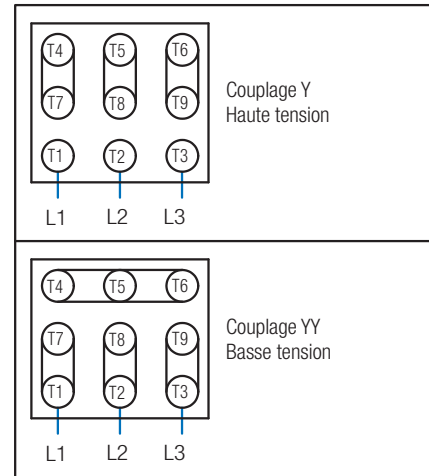 T4 T5 T6
T7 T8 T9
T1 T2 T3
L1 L2 L3
Couplage Y
Haute tension
T4 T5 T6
T7 T8 T9
T1 T2 T3
L1 L2 L3
Couplage YY
Basse tension